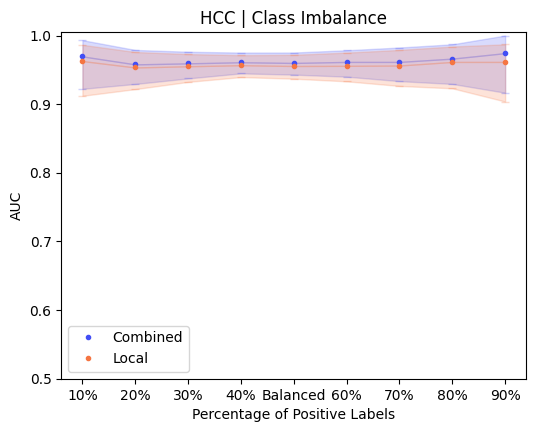 HCC | Class Imbalance
1.0
0.9
0.8
0.7
0.6
0.5
AUC
Combined
Local
10% 20% 30% 40% Balanced 60% 70% 80% 90%
Percentage of Positive Labels